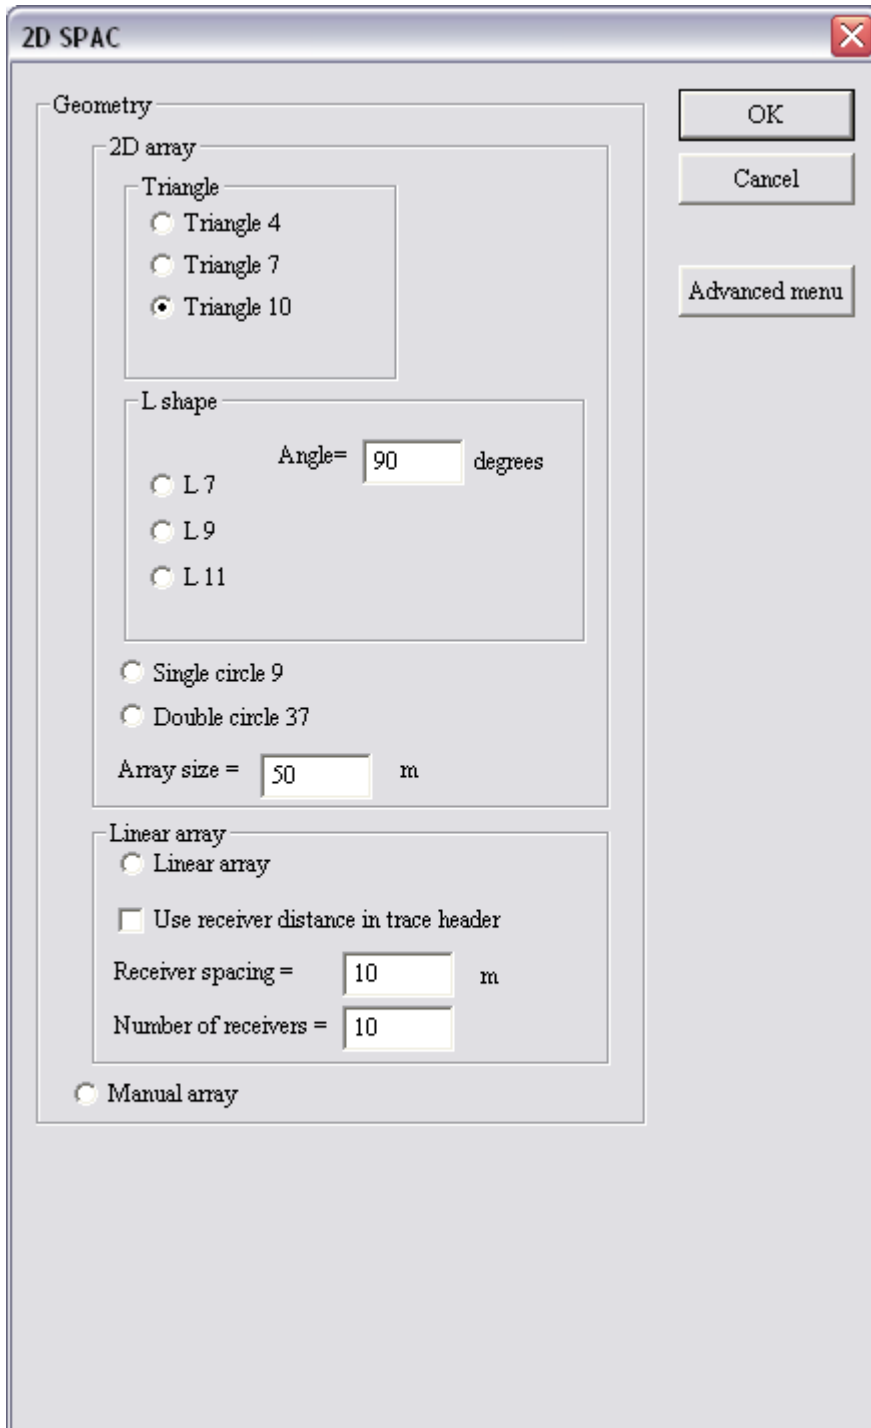 2D SPAC
Geometry
OK
2D array
Cancel
Triangle
Triangle 4
Triangle 7
Advanced menu
Triangle 10
L shape
Angle= 90 degrees
L 7
L 9
L 11
Single circle 9
Double circle 37
Array size = 50 m
Linear array
Linear array
Use receiver distance in trace header
Receiver spacing = 10 m
Number of receivers = 10
Manual array